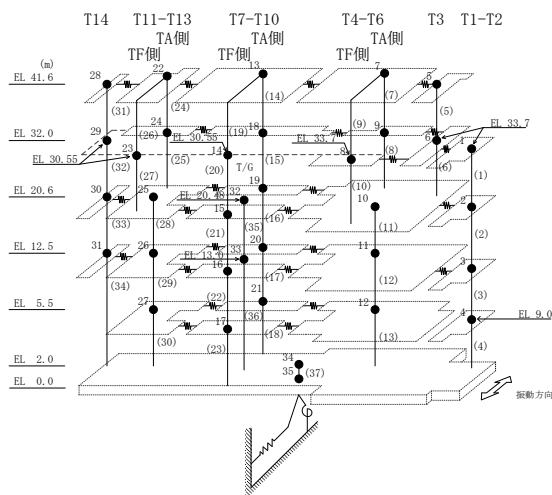 T14 T11－T13 T7－T10 T4－T6 T3 T1－T2
TA側 TA側 TA側
TF側 TF側 TF側
(m)
EL 41.6 28 22 13 7 5
(31) (24) (14) (7) (5)
EL 32.0 29 24 18 9 6 1 EL 33.7
(26) (19) EL 30.55 EL 33.7 (9)
EL 30.55 23 14 8
(32) (25) (15) (8) (6) (1)
(27) (20) T/G (10)
EL 20.6 30 25 19 10 2
EL 20.48 32
15
(33) (28) (35) (16) (11) (2)
(21)
EL 12.5 31 26 20 11 3
EL 13.0 33
16
(34) (29) (17) (12) (3)
EL 5.5 27 (22) 21 12 4 EL 9.0
(36)
17
(30) (23) (18) (13) (4)
EL 2.0 34
EL 0.0 35 (37)
振動方向